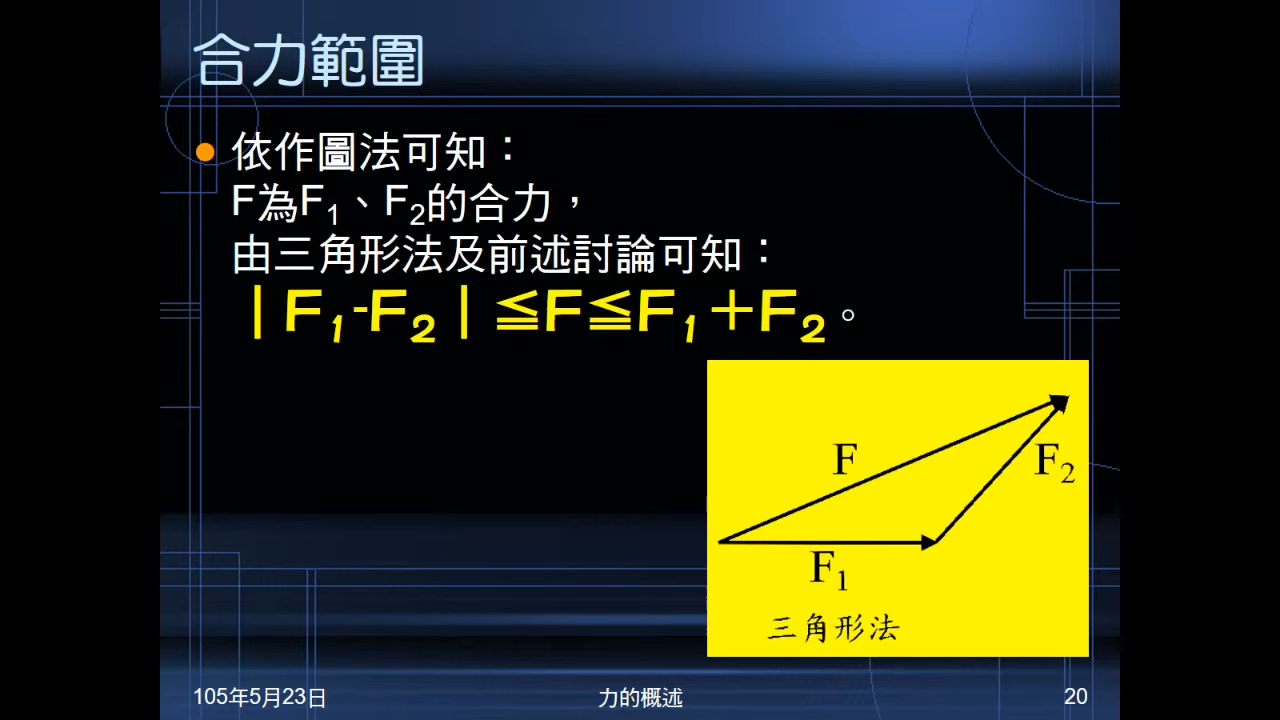 合力範圍
依作圖法可知：
F為F₁、F₂的合力，
由三角形法及前述討論可知：
｜F₁-F₂｜≦F≦F₁＋F₂。
F
F₂
F₁
三角形法
105年5月23日
力的概述
20